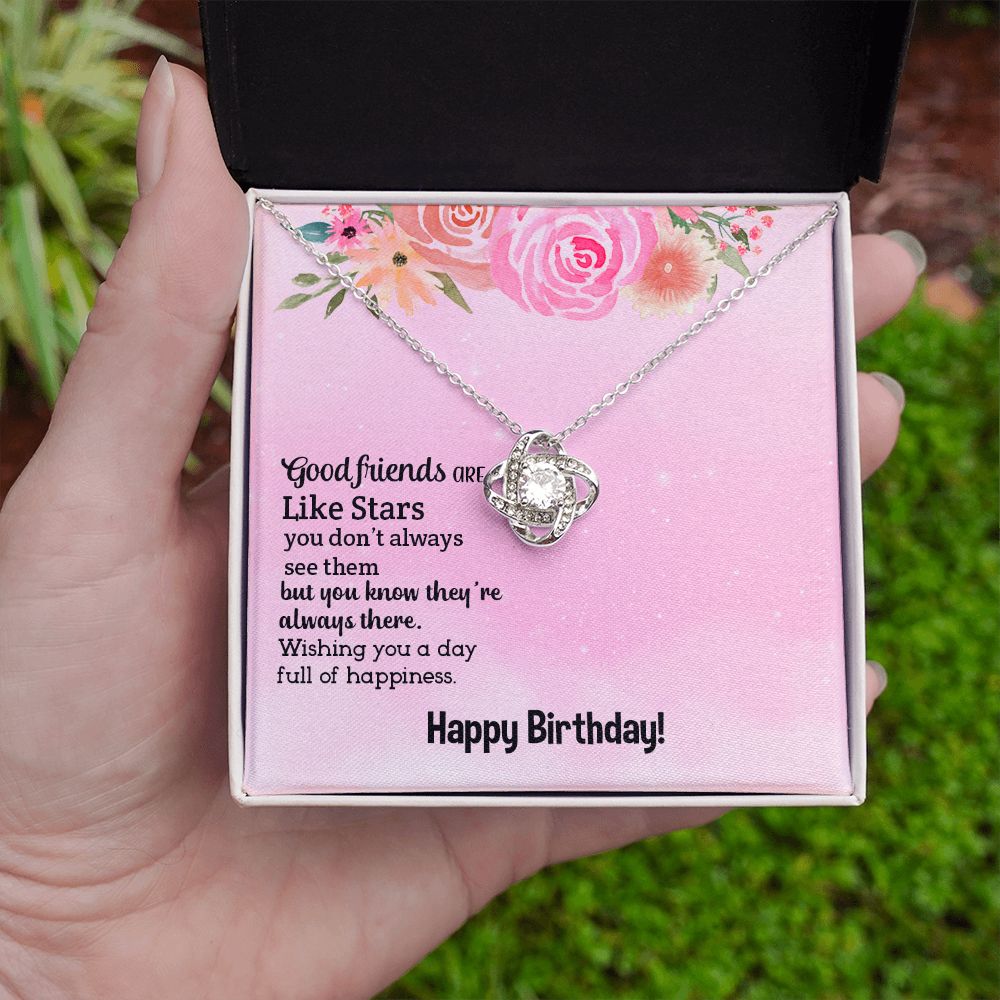 Good friends ARE
Like Stars
you don't always
see them
but you know they're
always there.
Wishing you a day
full of happiness.
Happy Birthday!